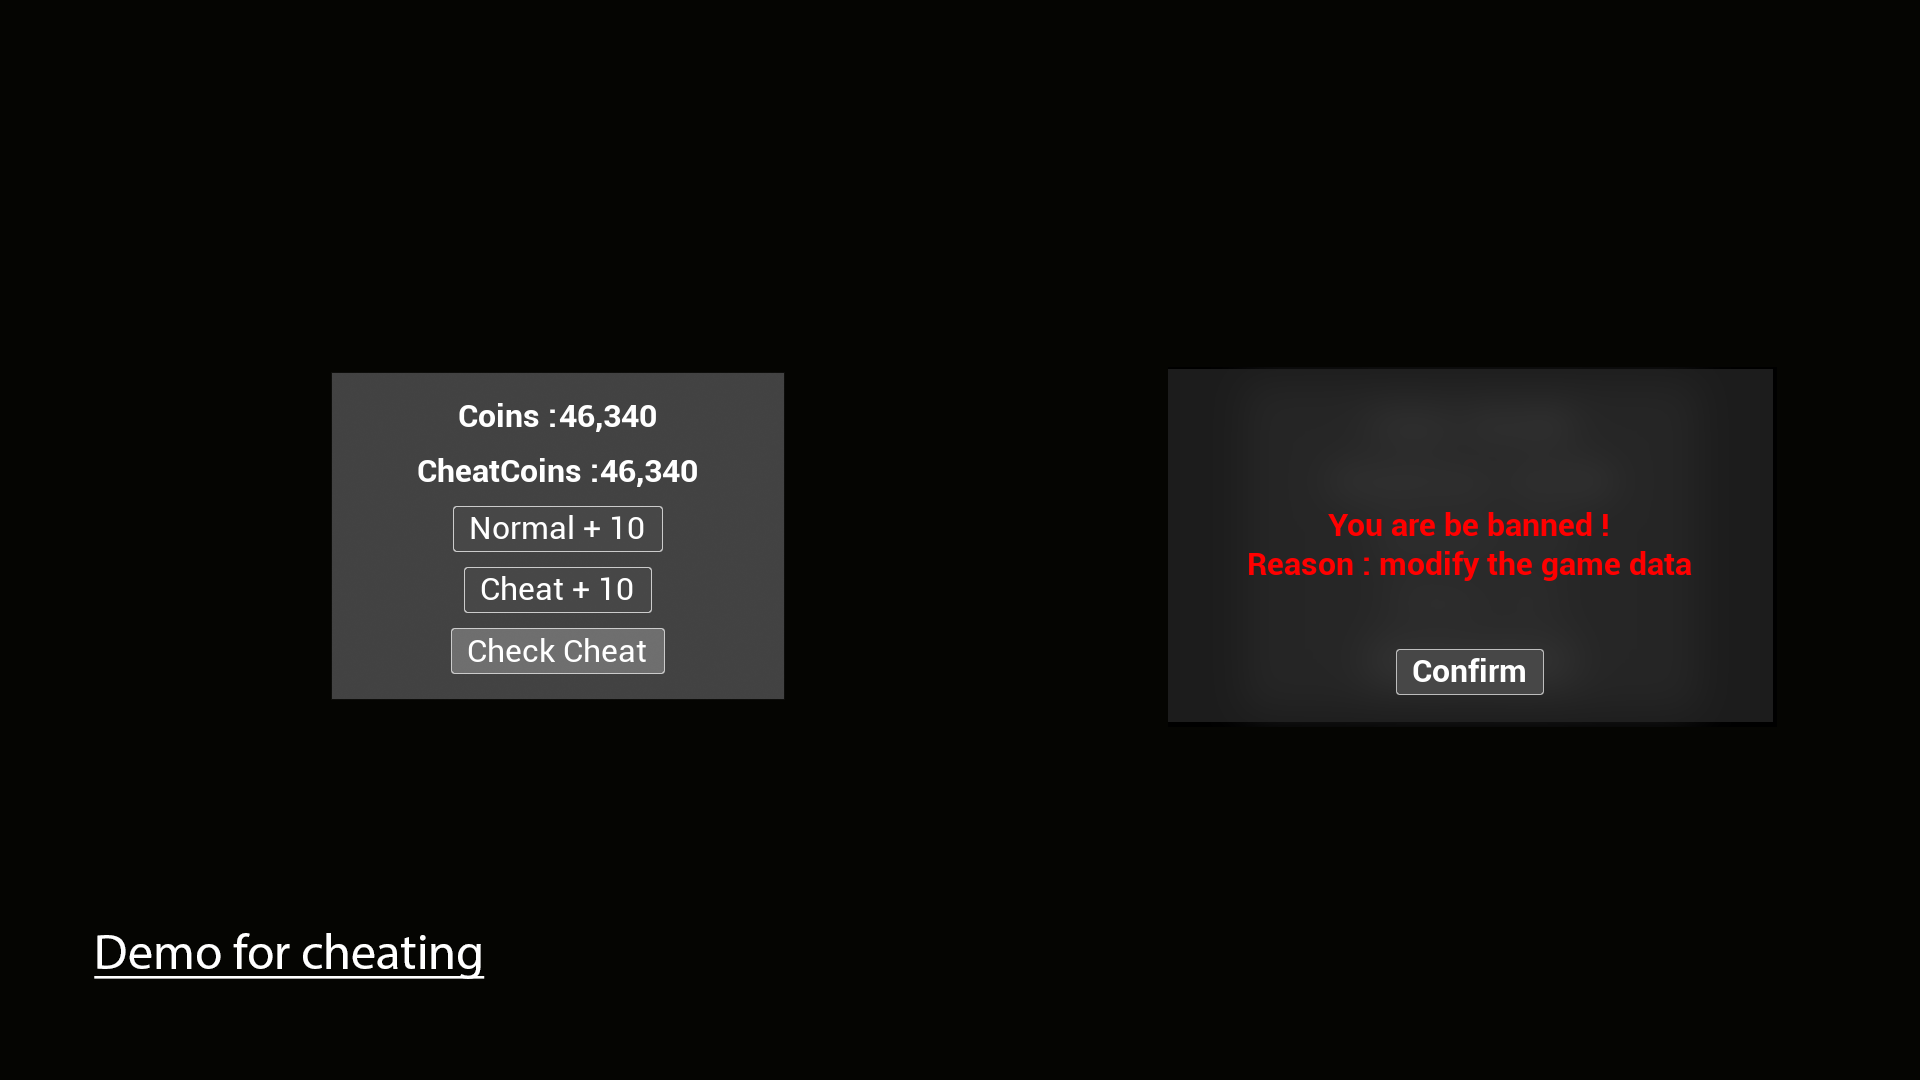 Coins :46,340
CheatCoins :46,340
Normal + 10
Cheat + 10
Check Cheat
You are be banned !
Reason : modify the game data
Confirm
Demo for cheating